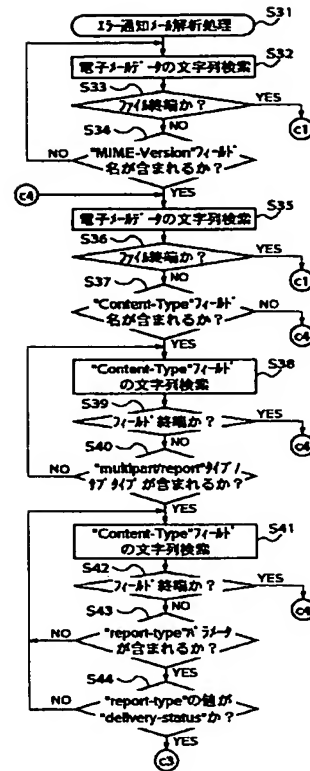 S31
エラー通知メール解析処理
S32
電子メールデータの文字列検索
S33
ファイル終端か？
YES
c1
S34
NO
NO
"MIME-Version"フィールド
名が含まれるか？
c4
YES
S35
電子メールデータの文字列検索
S36
ファイル終端か？
YES
c1
S37
NO
"Content-Type"フィールド
名が含まれるか？
NO
c4
YES
S38
"Content-Type"フィールド
の文字列検索
S39
フィールド終端か？
YES
c4
S40
NO
NO
"multipart/report"タイプ/
サブタイプが含まれるか？
YES
S41
"Content-Type"フィールド
の文字列検索
S42
フィールド終端か？
YES
c4
S43
NO
NO
"report-type"パラメータ
が含まれるか？
S44
YES
NO
"report-type"の値が
"delivery-status"か？
YES
c3